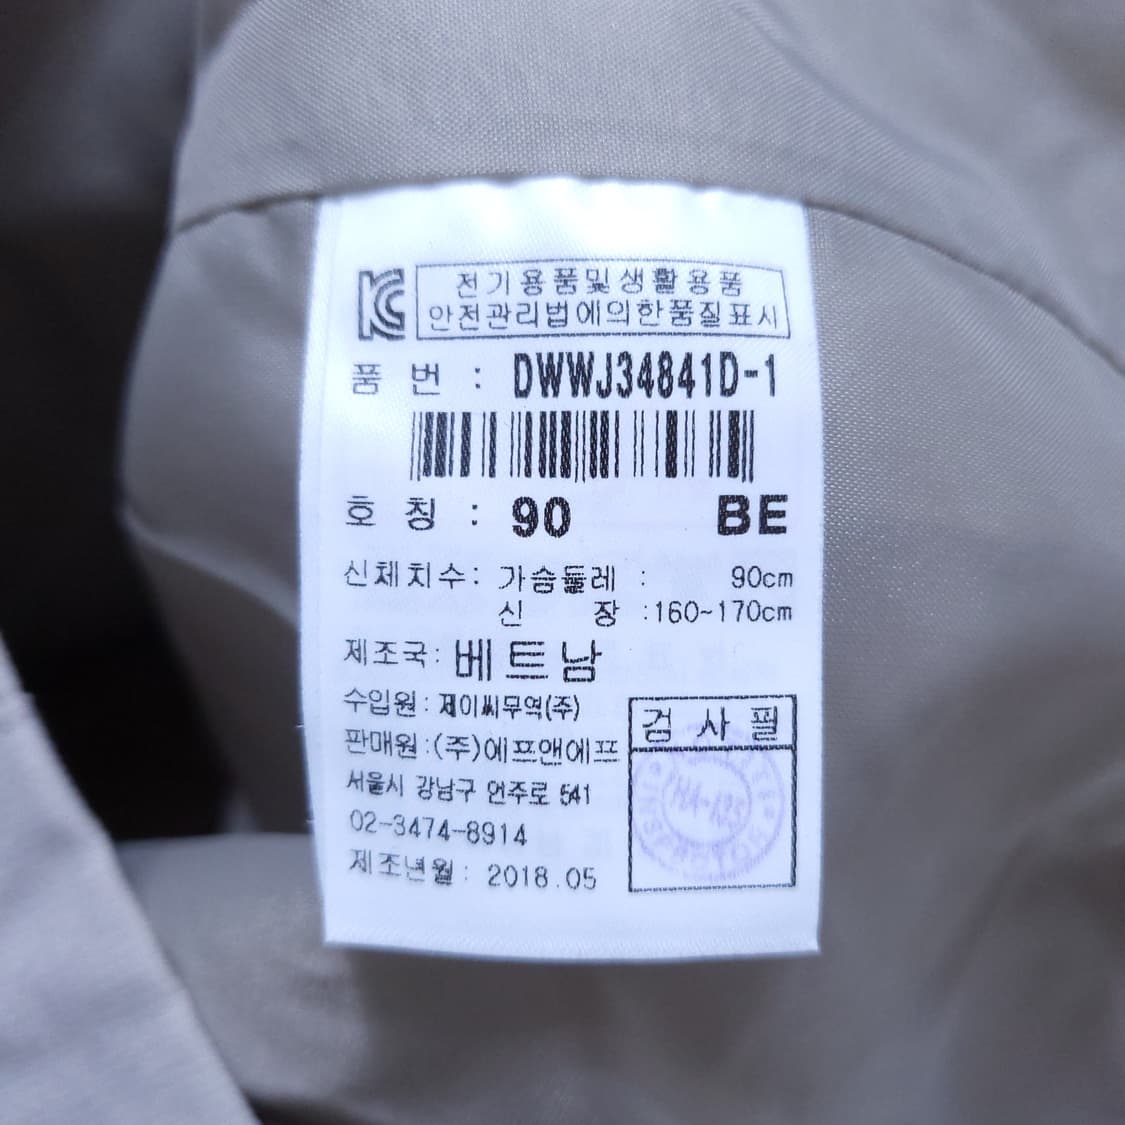 KC 전기용품및생활용품
안전관리법에의한품질표시
품 번 : DWWJ34841D-1
호 칭 : 90 BE
신체치수: 가슴둘레 : 90cm
신 장 :160~170cm
제조국: 베트남
수입원: 제이씨무역(주)
판매원:(주)에프앤에프
서울시 강남구 언주로 541
02-3474-8914
제조년월: 2018.05
검 사 필